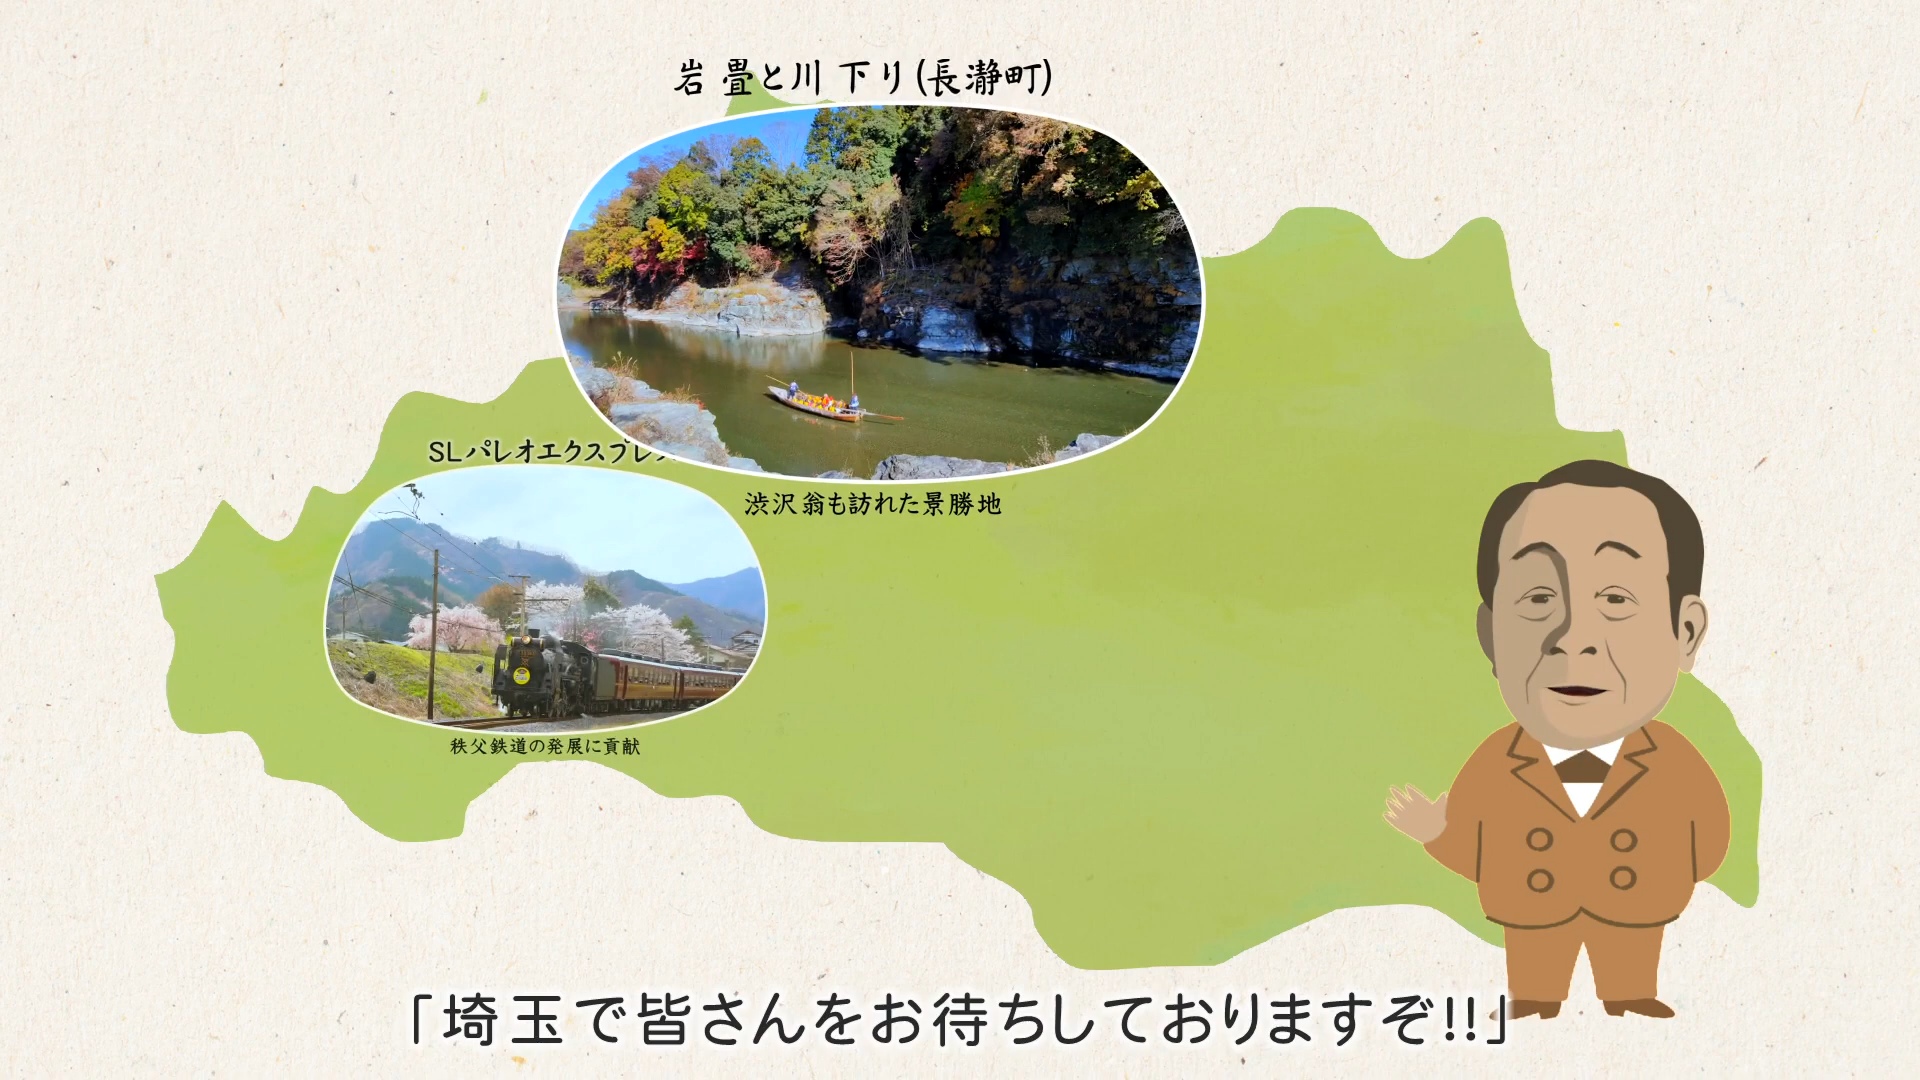 岩畳と川下り(長瀞町)
SLパレオエクスプレス
渋沢翁も訪れた景勝地
秩父鉄道の発展に貢献
「埼玉で皆さんをお待ちしておりますぞ!!」